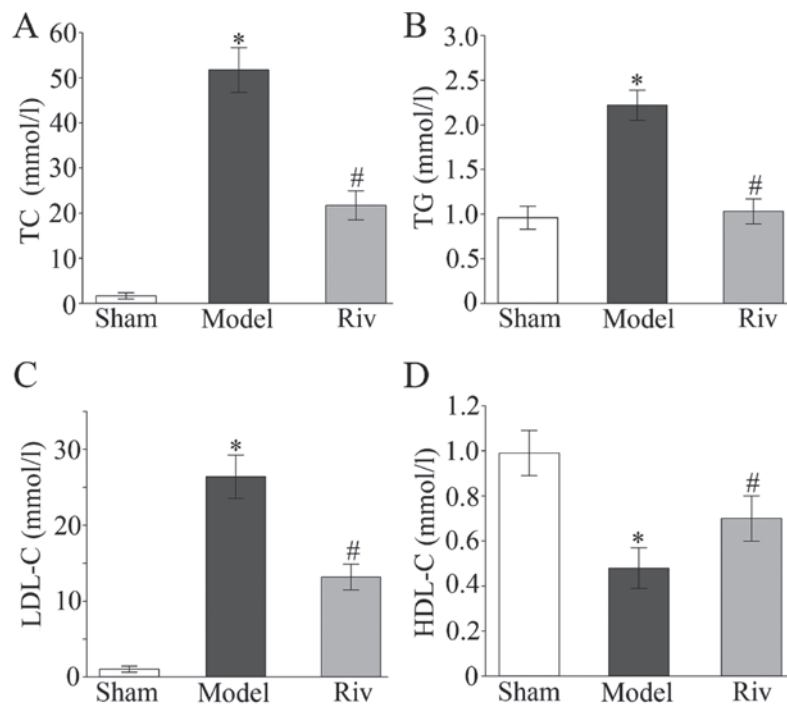 A
TC (mmol/l)
60
50
40
30
20
10
0
*
#
Sham Model Riv
B
TG (mmol/l)
3.0
2.5
2.0
1.5
1.0
0.5
0.0
*
#
Sham Model Riv
C
LDL-C (mmol/l)
30
20
10
0
*
#
Sham Model Riv
D
HDL-C (mmol/l)
1.2
1.0
0.8
0.6
0.4
0.2
0
*
#
Sham Model Riv